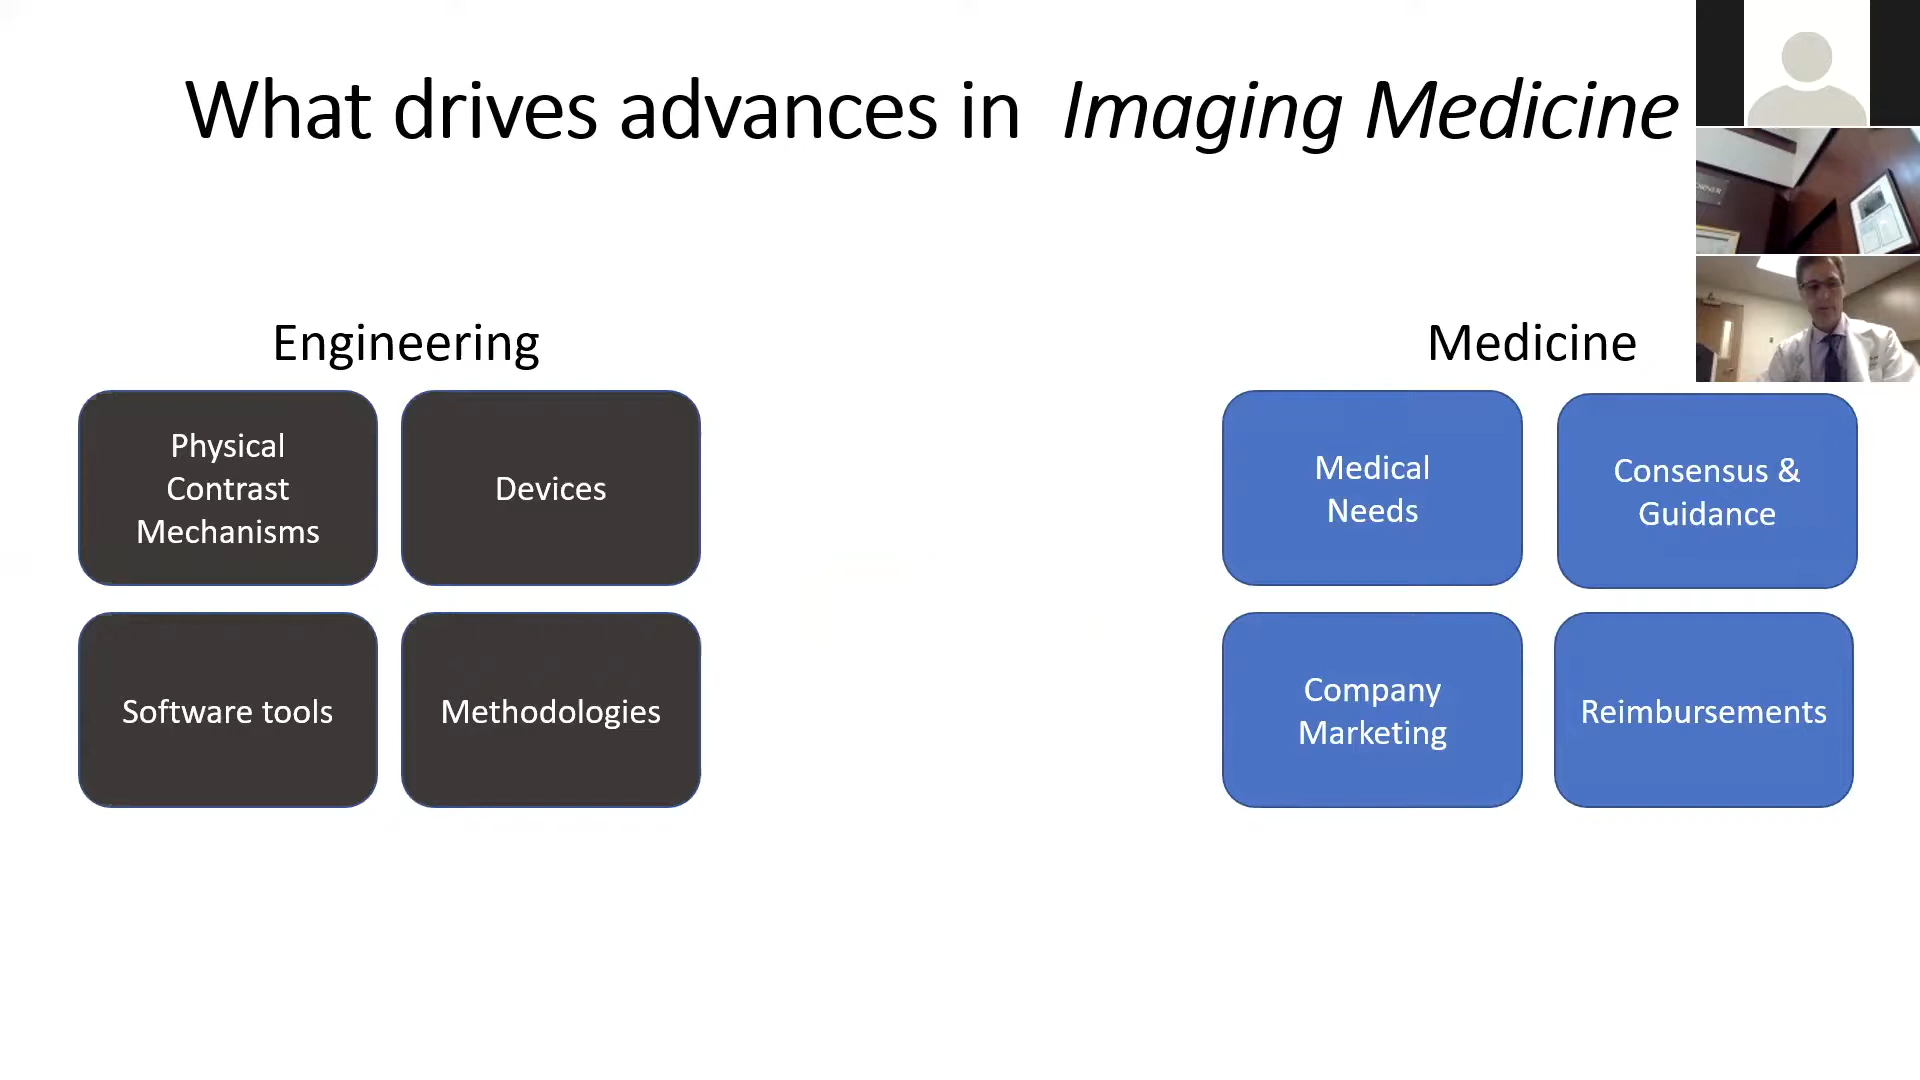 What drives advances in Imaging Medicine
Engineering
Medicine
Physical
Contrast
Mechanisms
Devices
Medical
Needs
Consensus &
Guidance
Software tools
Methodologies
Company
Marketing
Reimbursements